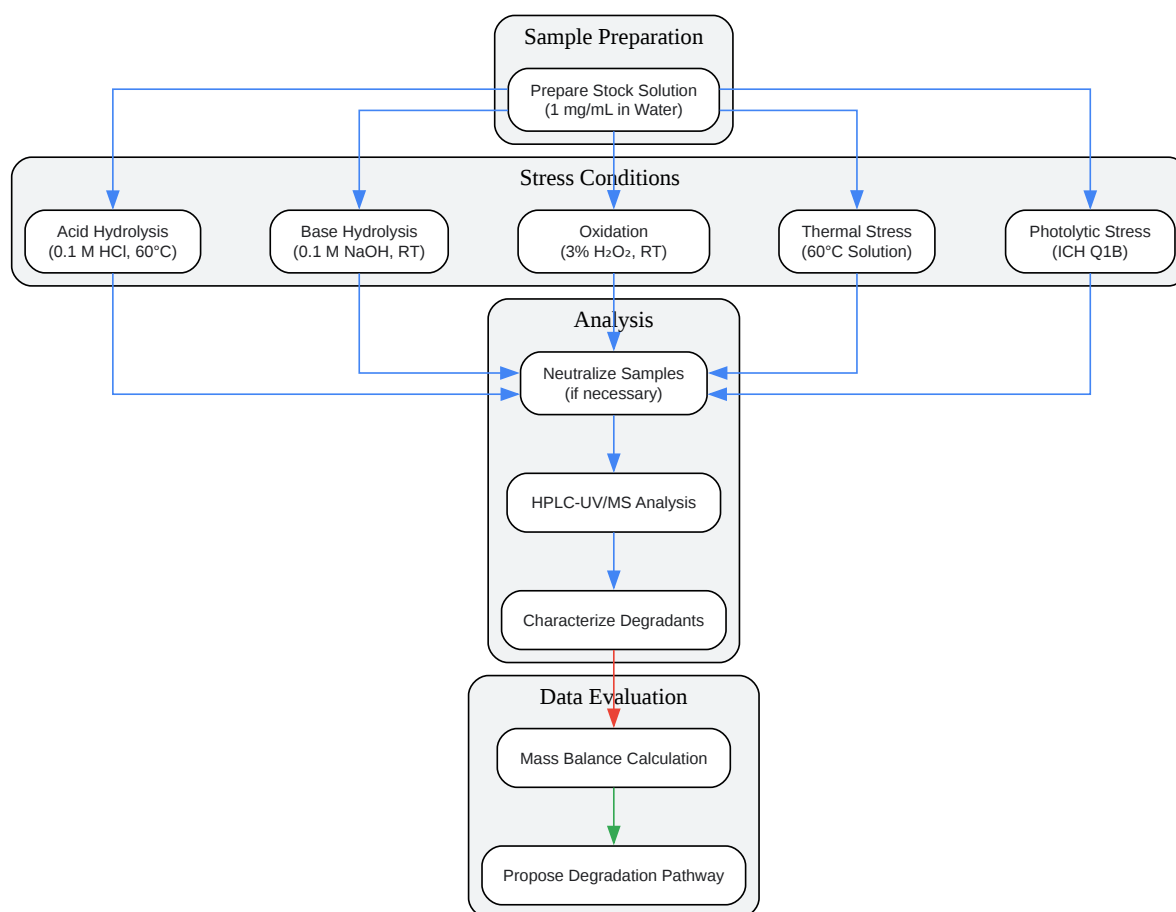 Sample Preparation
Prepare Stock Solution
(1 mg/mL in Water)
Stress Conditions
Acid Hydrolysis
(0.1 M HCl, 60°C)
Base Hydrolysis
(0.1 M NaOH, RT)
Oxidation
(3% H₂O₂, RT)
Thermal Stress
(60°C Solution)
Photolytic Stress
(ICH Q1B)
Analysis
Neutralize Samples
(if necessary)
HPLC-UV/MS Analysis
Characterize Degradants
Data Evaluation
Mass Balance Calculation
Propose Degradation Pathway